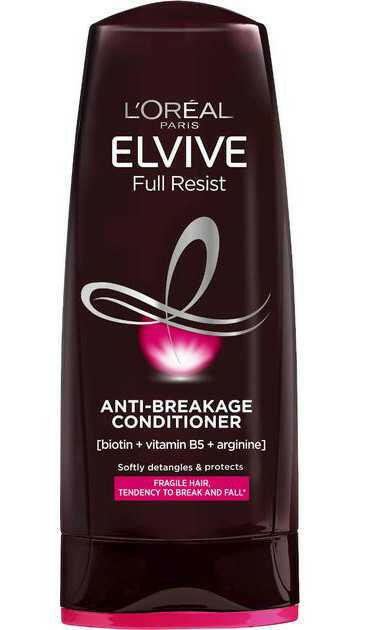 L'ORÉAL
PARIS
ELVIVE
Full Resist
ANTI-BREAKAGE
CONDITIONER
[biotin + vitamin B5 + arginine]
Softly detangles & protects
FRAGILE HAIR,
TENDENCY TO BREAK AND FALL*